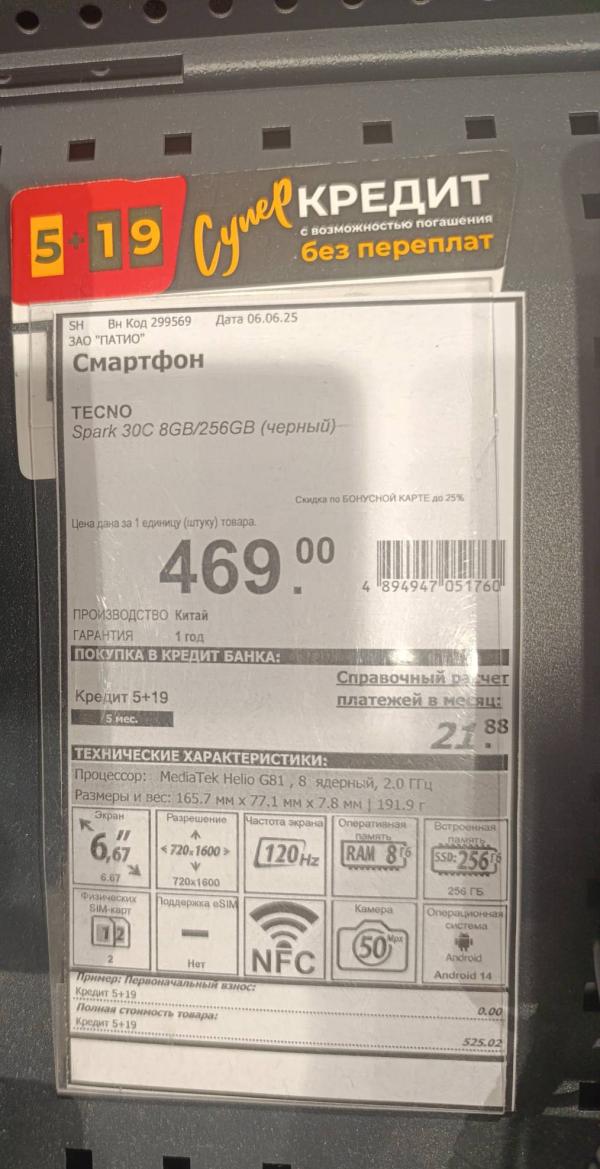 5+19 Супер КРЕДИТ
с возможностью погашения
без переплат
SH Вн Код 299569 Дата 06.06.25
ЗАО "ПАТИО"
Смартфон
TECNO
Spark 30C 8GB/256GB (черный)
Скидка по БОНУСНОЙ КАРТЕ до 25%
Цена дана за 1 единицу (штуку) товара.
469.00
4 894947 051760
ПРОИЗВОДСТВО Китай
ГАРАНТИЯ 1 год
ПОКУПКА В КРЕДИТ БАНКА:
Справочный расчет
платежей в месяц:
Кредит 5+19
5 мес.
21.88
ТЕХНИЧЕСКИЕ ХАРАКТЕРИСТИКИ:
Процессор: MediaTek Helio G81 , 8 ядерный, 2.0 ГГц
Размеры и вес: 165.7 мм x 77.1 мм x 7.8 мм | 191.9 г
Экран
6,67"
6.67
Разрешение
< 720x1600 >
720x1600
Частота экрана
120Hz
Оперативная
память
RAM 8Гб
Встроенная
память
SSD: 256Гб
256 ГБ
Физических
SIM-карт
1 2
2
Поддержка eSIM
Нет
NFC
Камера
50Mpx
Операционная
система
Android
Android 14
Пример: Первоначальный взнос:
Кредит 5+19 0.00
Полная стоимость товара:
Кредит 5+19 525.02